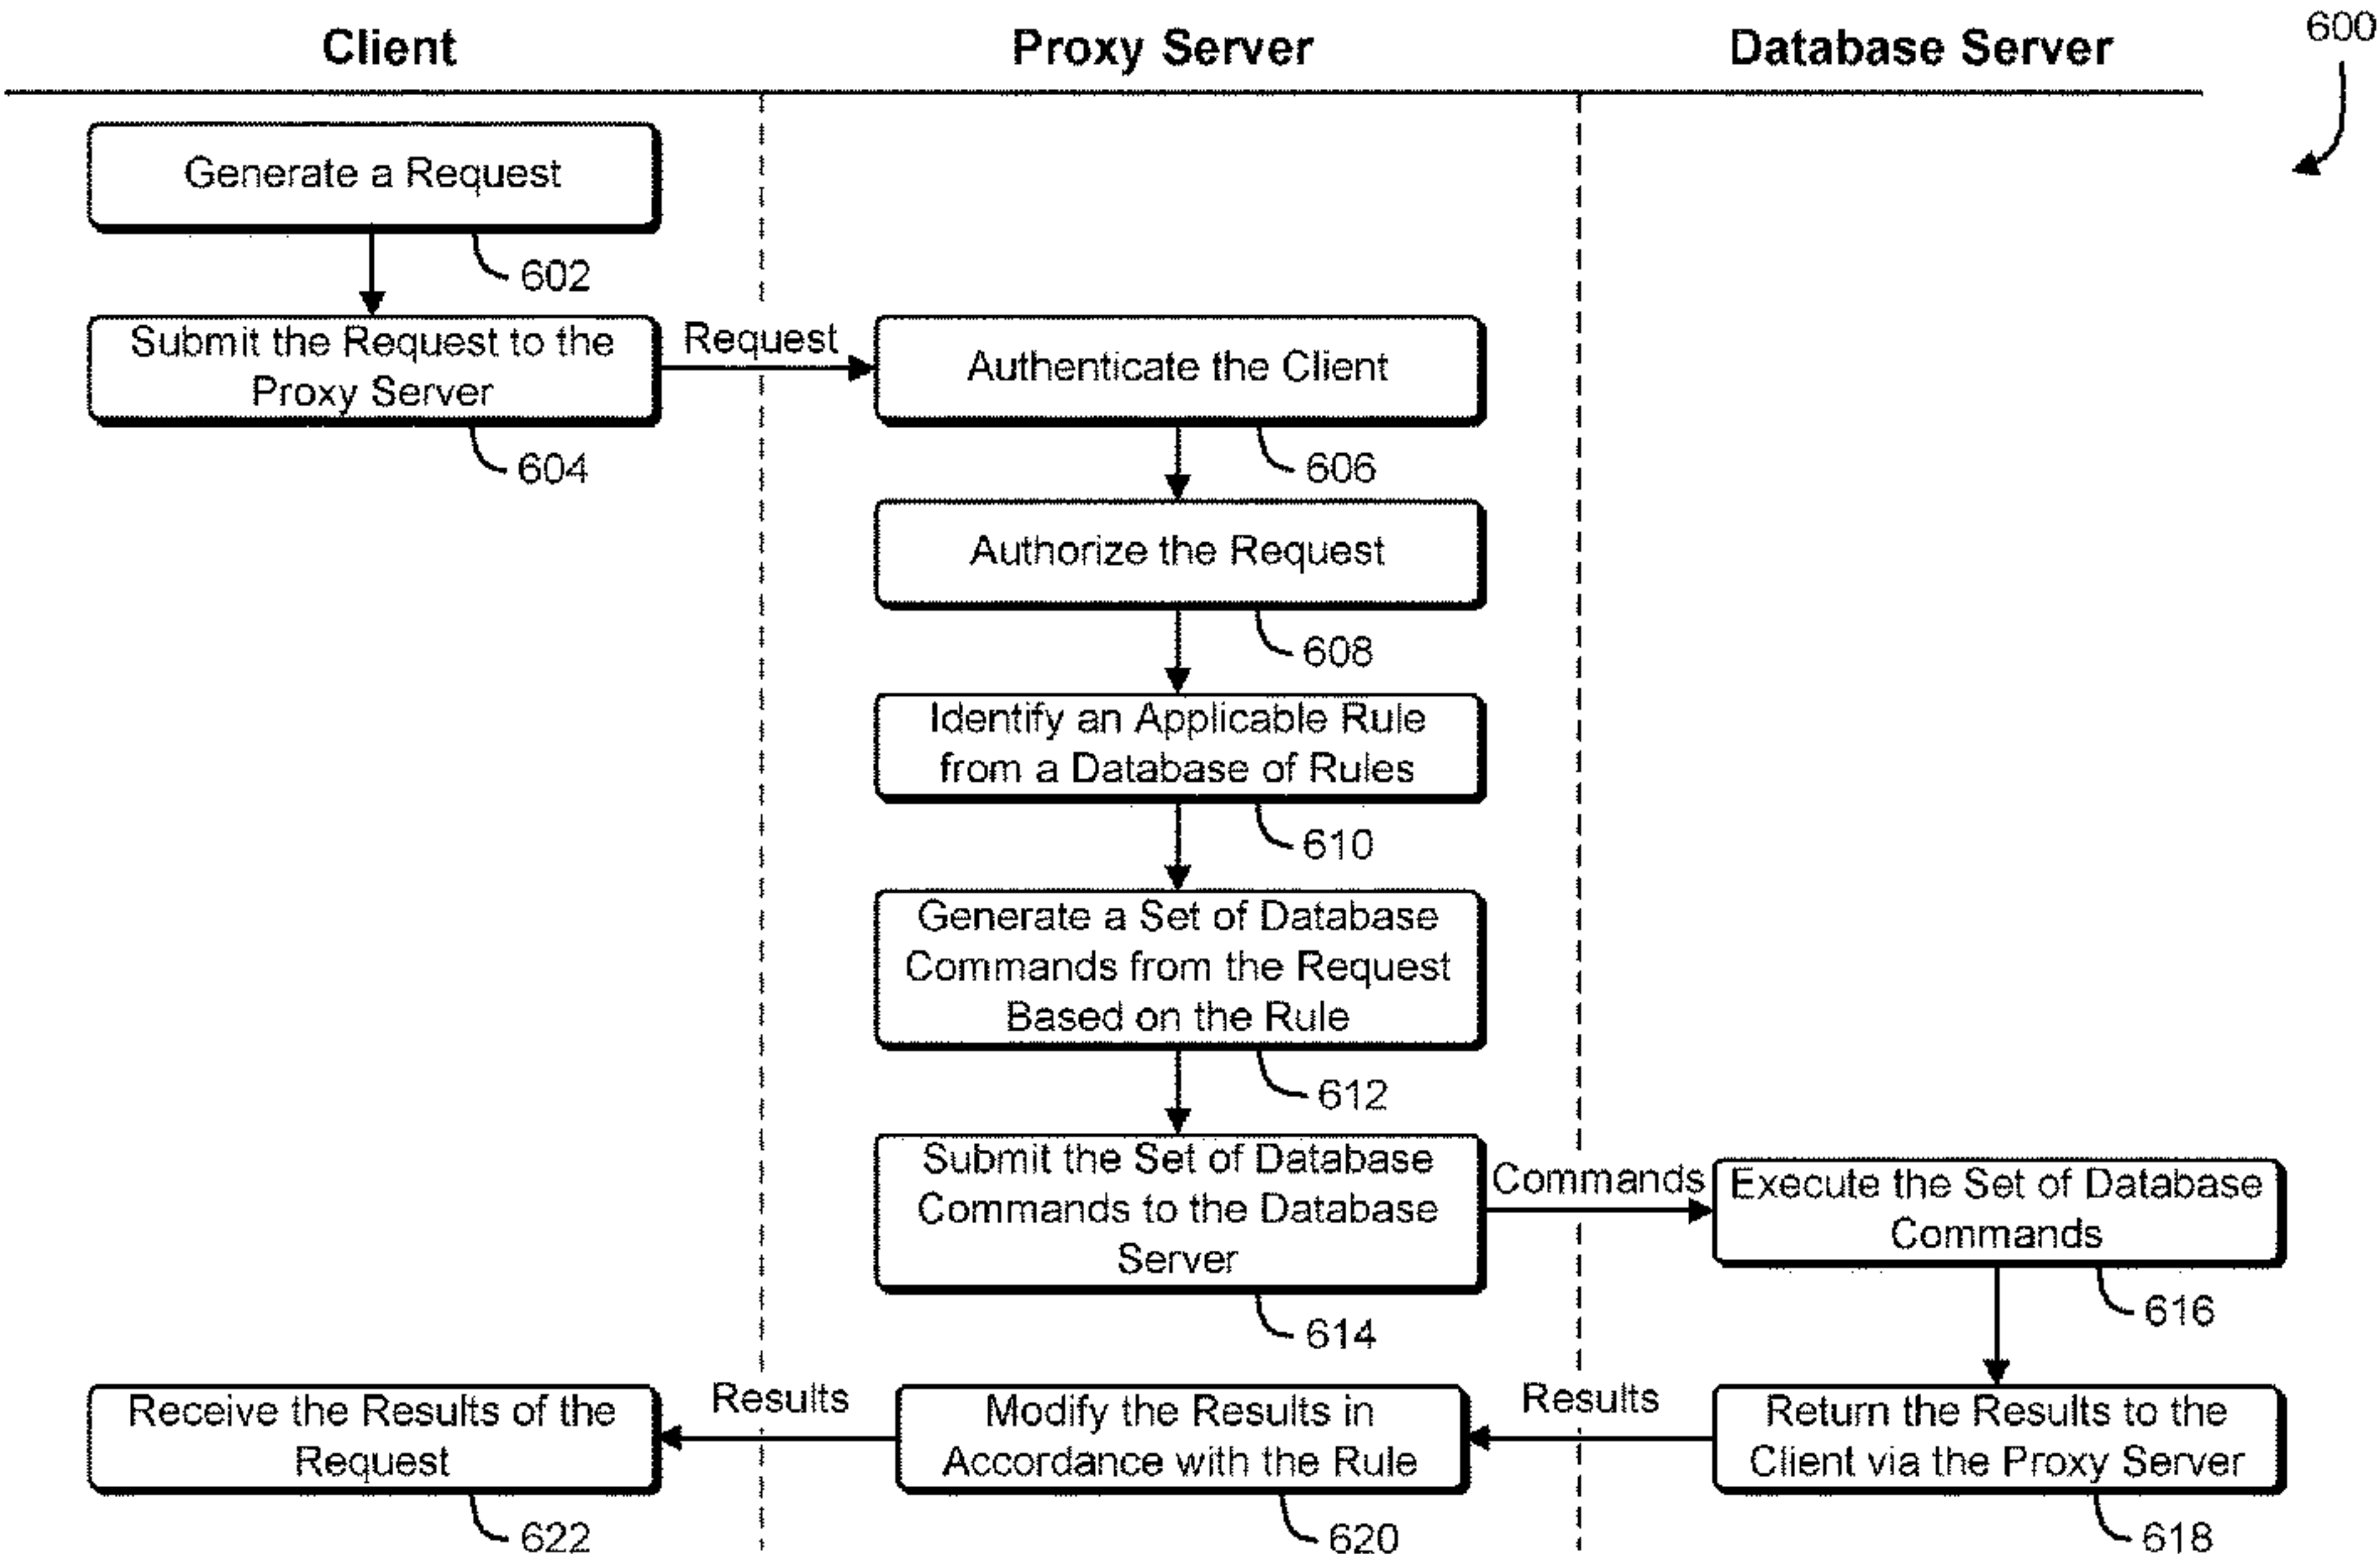 Client
Proxy Server
Database Server
600
Generate a Request
602
Submit the Request to the
Proxy Server
604
Request
Authenticate the Client
606
Authorize the Request
608
Identify an Applicable Rule
from a Database of Rules
610
Generate a Set of Database
Commands from the Request
Based on the Rule
612
Submit the Set of Database
Commands to the Database
Server
614
Commands
Execute the Set of Database
Commands
616
Return the Results to the
Client via the Proxy Server
618
Results
Modify the Results in
Accordance with the Rule
620
Results
Receive the Results of the
Request
622